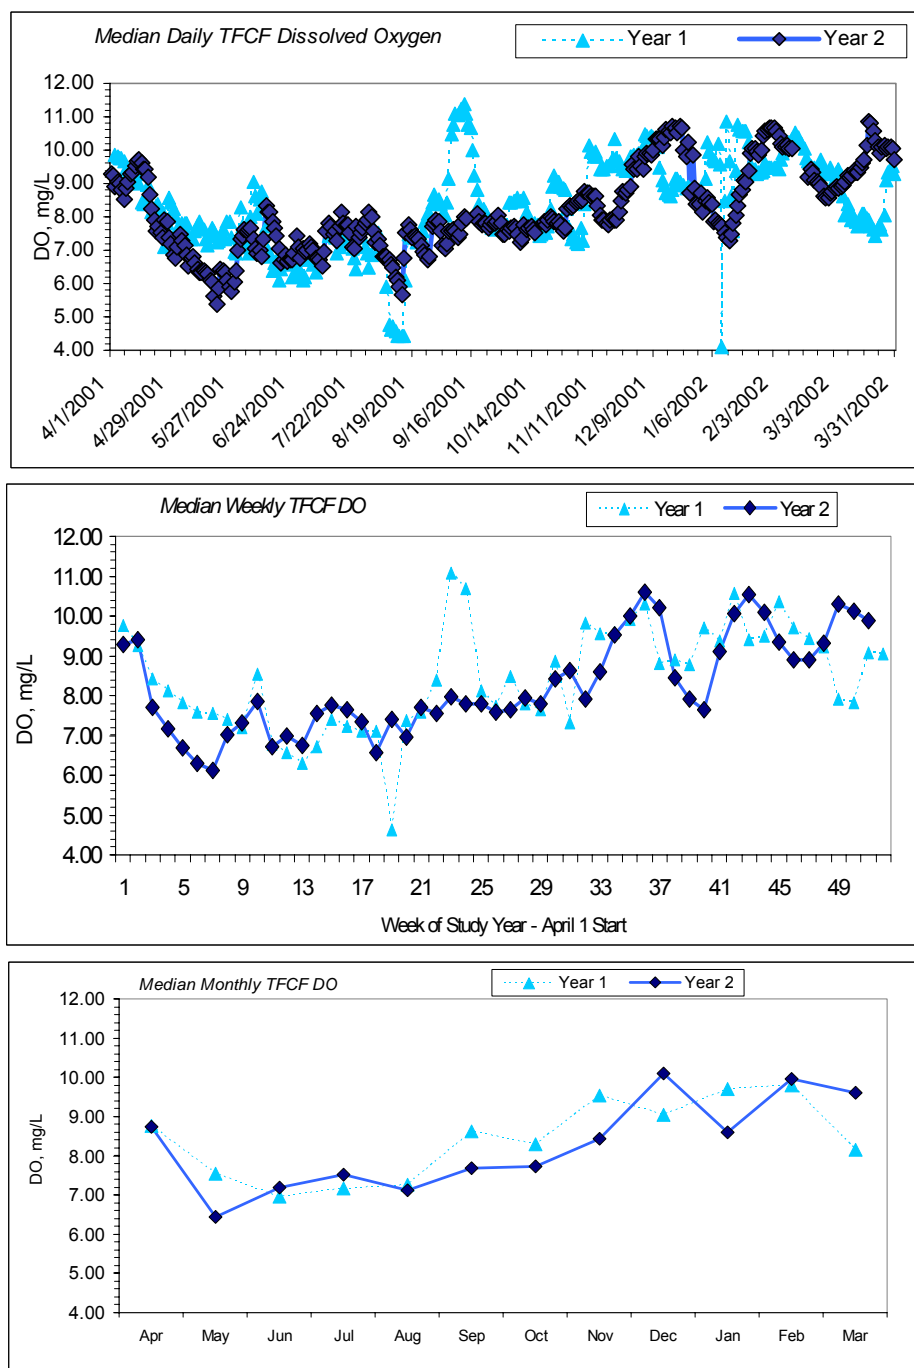 Median Daily TFCF Dissolved Oxygen
Year 1 Year 2
12.00
11.00
10.00
9.00
8.00
7.00
6.00
5.00
4.00
DO, mg/L
4/1/2001 4/29/2001 5/27/2001 6/24/2001 7/22/2001 8/19/2001 9/16/2001 10/14/2001 11/11/2001 12/9/2001 1/6/2002 2/3/2002 3/3/2002 3/31/2002
Median Weekly TFCF DO
Year 1 Year 2
12.00
11.00
10.00
9.00
8.00
7.00
6.00
5.00
4.00
DO, mg/L
1 5 9 13 17 21 25 29 33 37 41 45 49
Week of Study Year - April 1 Start
Median Monthly TFCF DO
Year 1 Year 2
12.00
11.00
10.00
9.00
8.00
7.00
6.00
5.00
4.00
DO, mg/L
Apr May Jun Jul Aug Sep Oct Nov Dec Jan Feb Mar